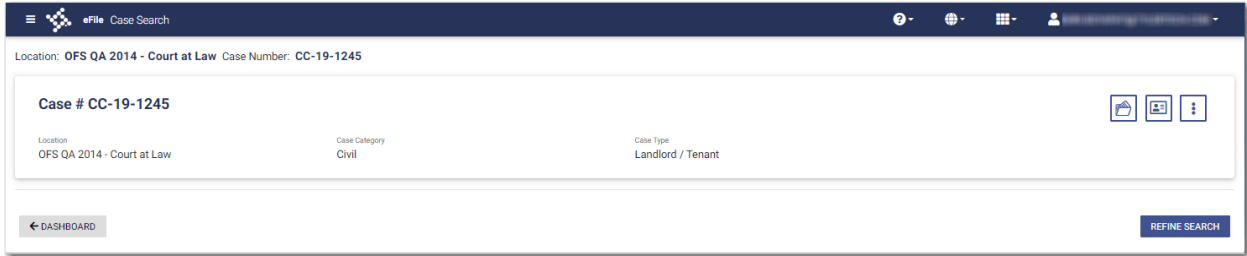 eFile Case Search
Location: OFS QA 2014 - Court at Law Case Number: CC-19-1245
Case # CC-19-1245
Location Case Category Case Type
OFS QA 2014 - Court at Law Civil Landlord / Tenant
DASHBOARD REFINE SEARCH